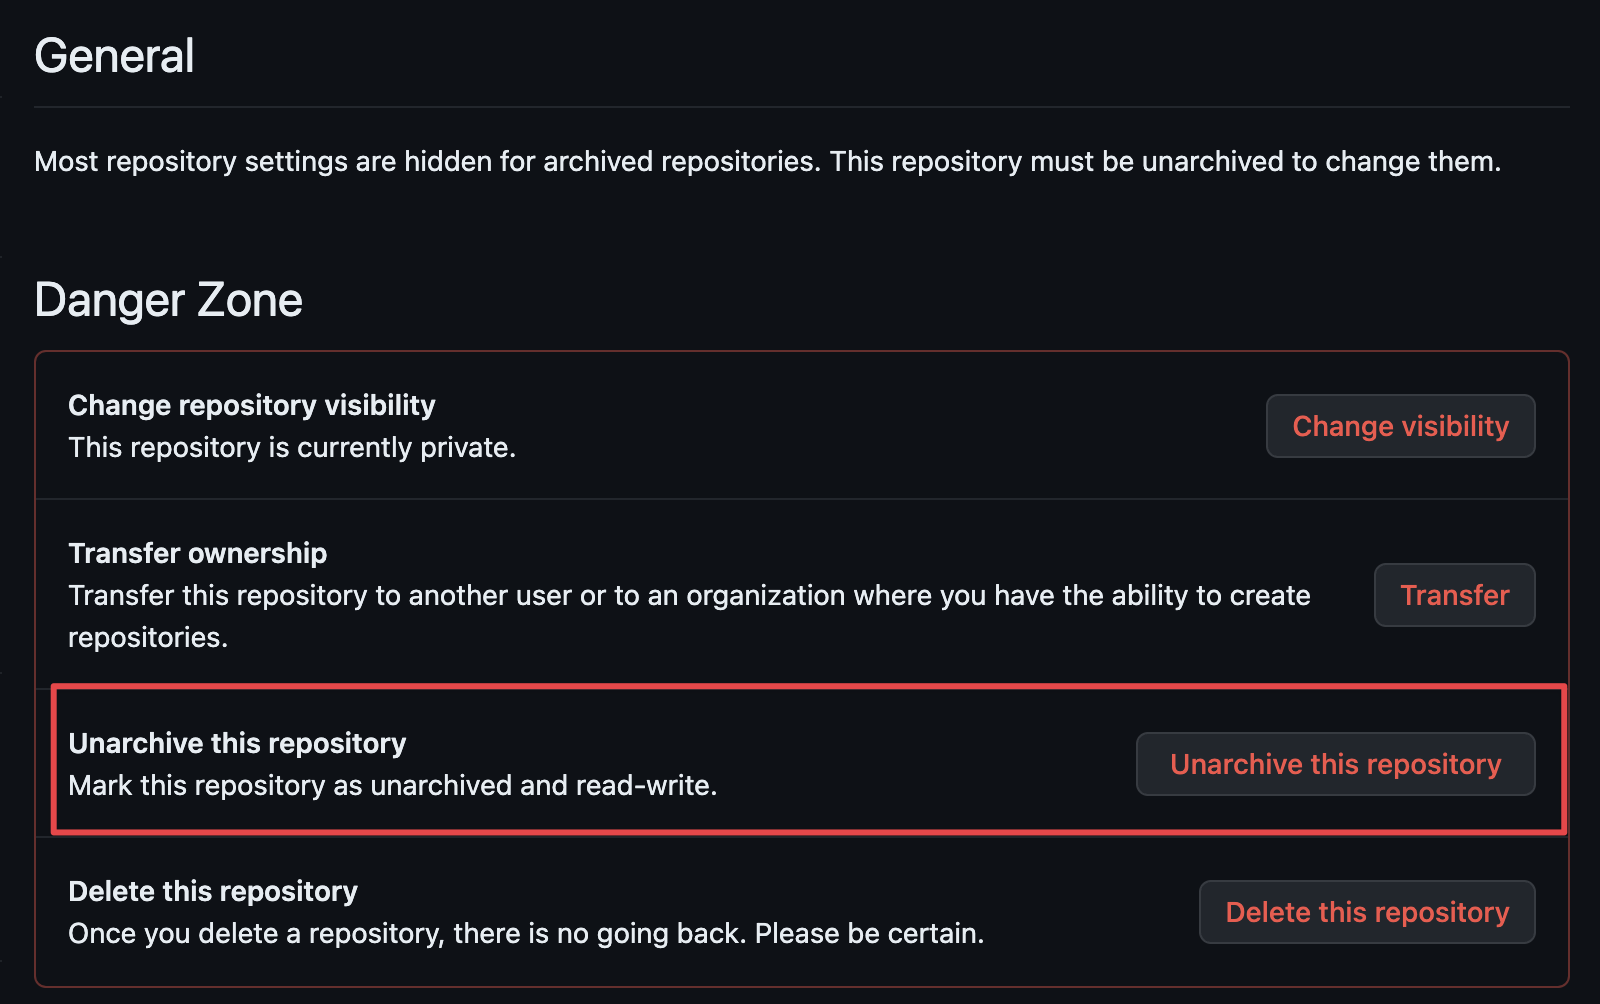 General
Most repository settings are hidden for archived repositories. This repository must be unarchived to change them.
Danger Zone
Change repository visibility
This repository is currently private.
Change visibility
Transfer ownership
Transfer this repository to another user or to an organization where you have the ability to create
repositories.
Transfer
Unarchive this repository
Mark this repository as unarchived and read-write.
Unarchive this repository
Delete this repository
Once you delete a repository, there is no going back. Please be certain.
Delete this repository